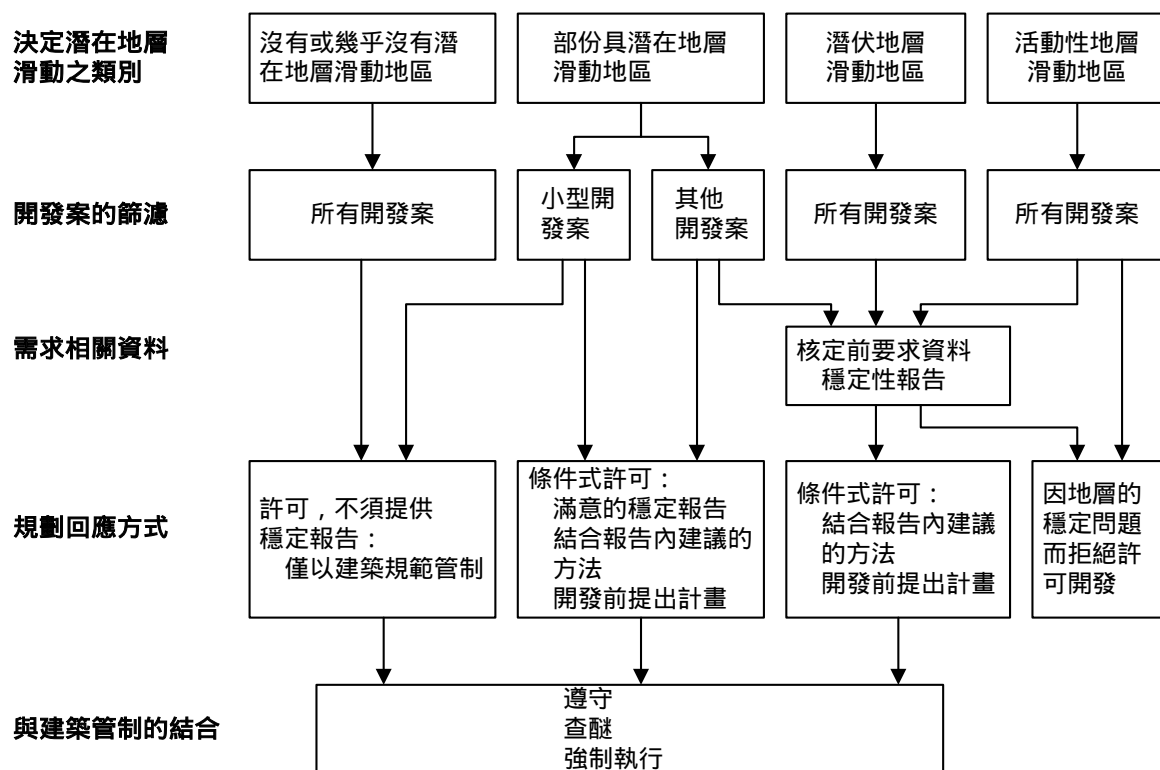 決定潛在地層
滑動之類別
沒有或幾乎沒有潛
在地層滑動地區
部份具潛在地層
滑動地區
潛伏地層
滑動地區
活動性地層
滑動地區
開發案的篩濾
所有開發案
小型開
發案
其他
開發案
所有開發案
所有開發案
需求相關資料
核定前要求資料
穩定性報告
規劃回應方式
許可，不須提供
穩定報告：
僅以建築規範管制
條件式許可：
滿意的穩定報告
結合報告內建議的
方法
開發前提出計畫
條件式許可：
結合報告內建議
的方法
開發前提出計畫
因地層的
穩定問題
而拒絕許
可開發
與建築管制的結合
遵守
查醚
強制執行